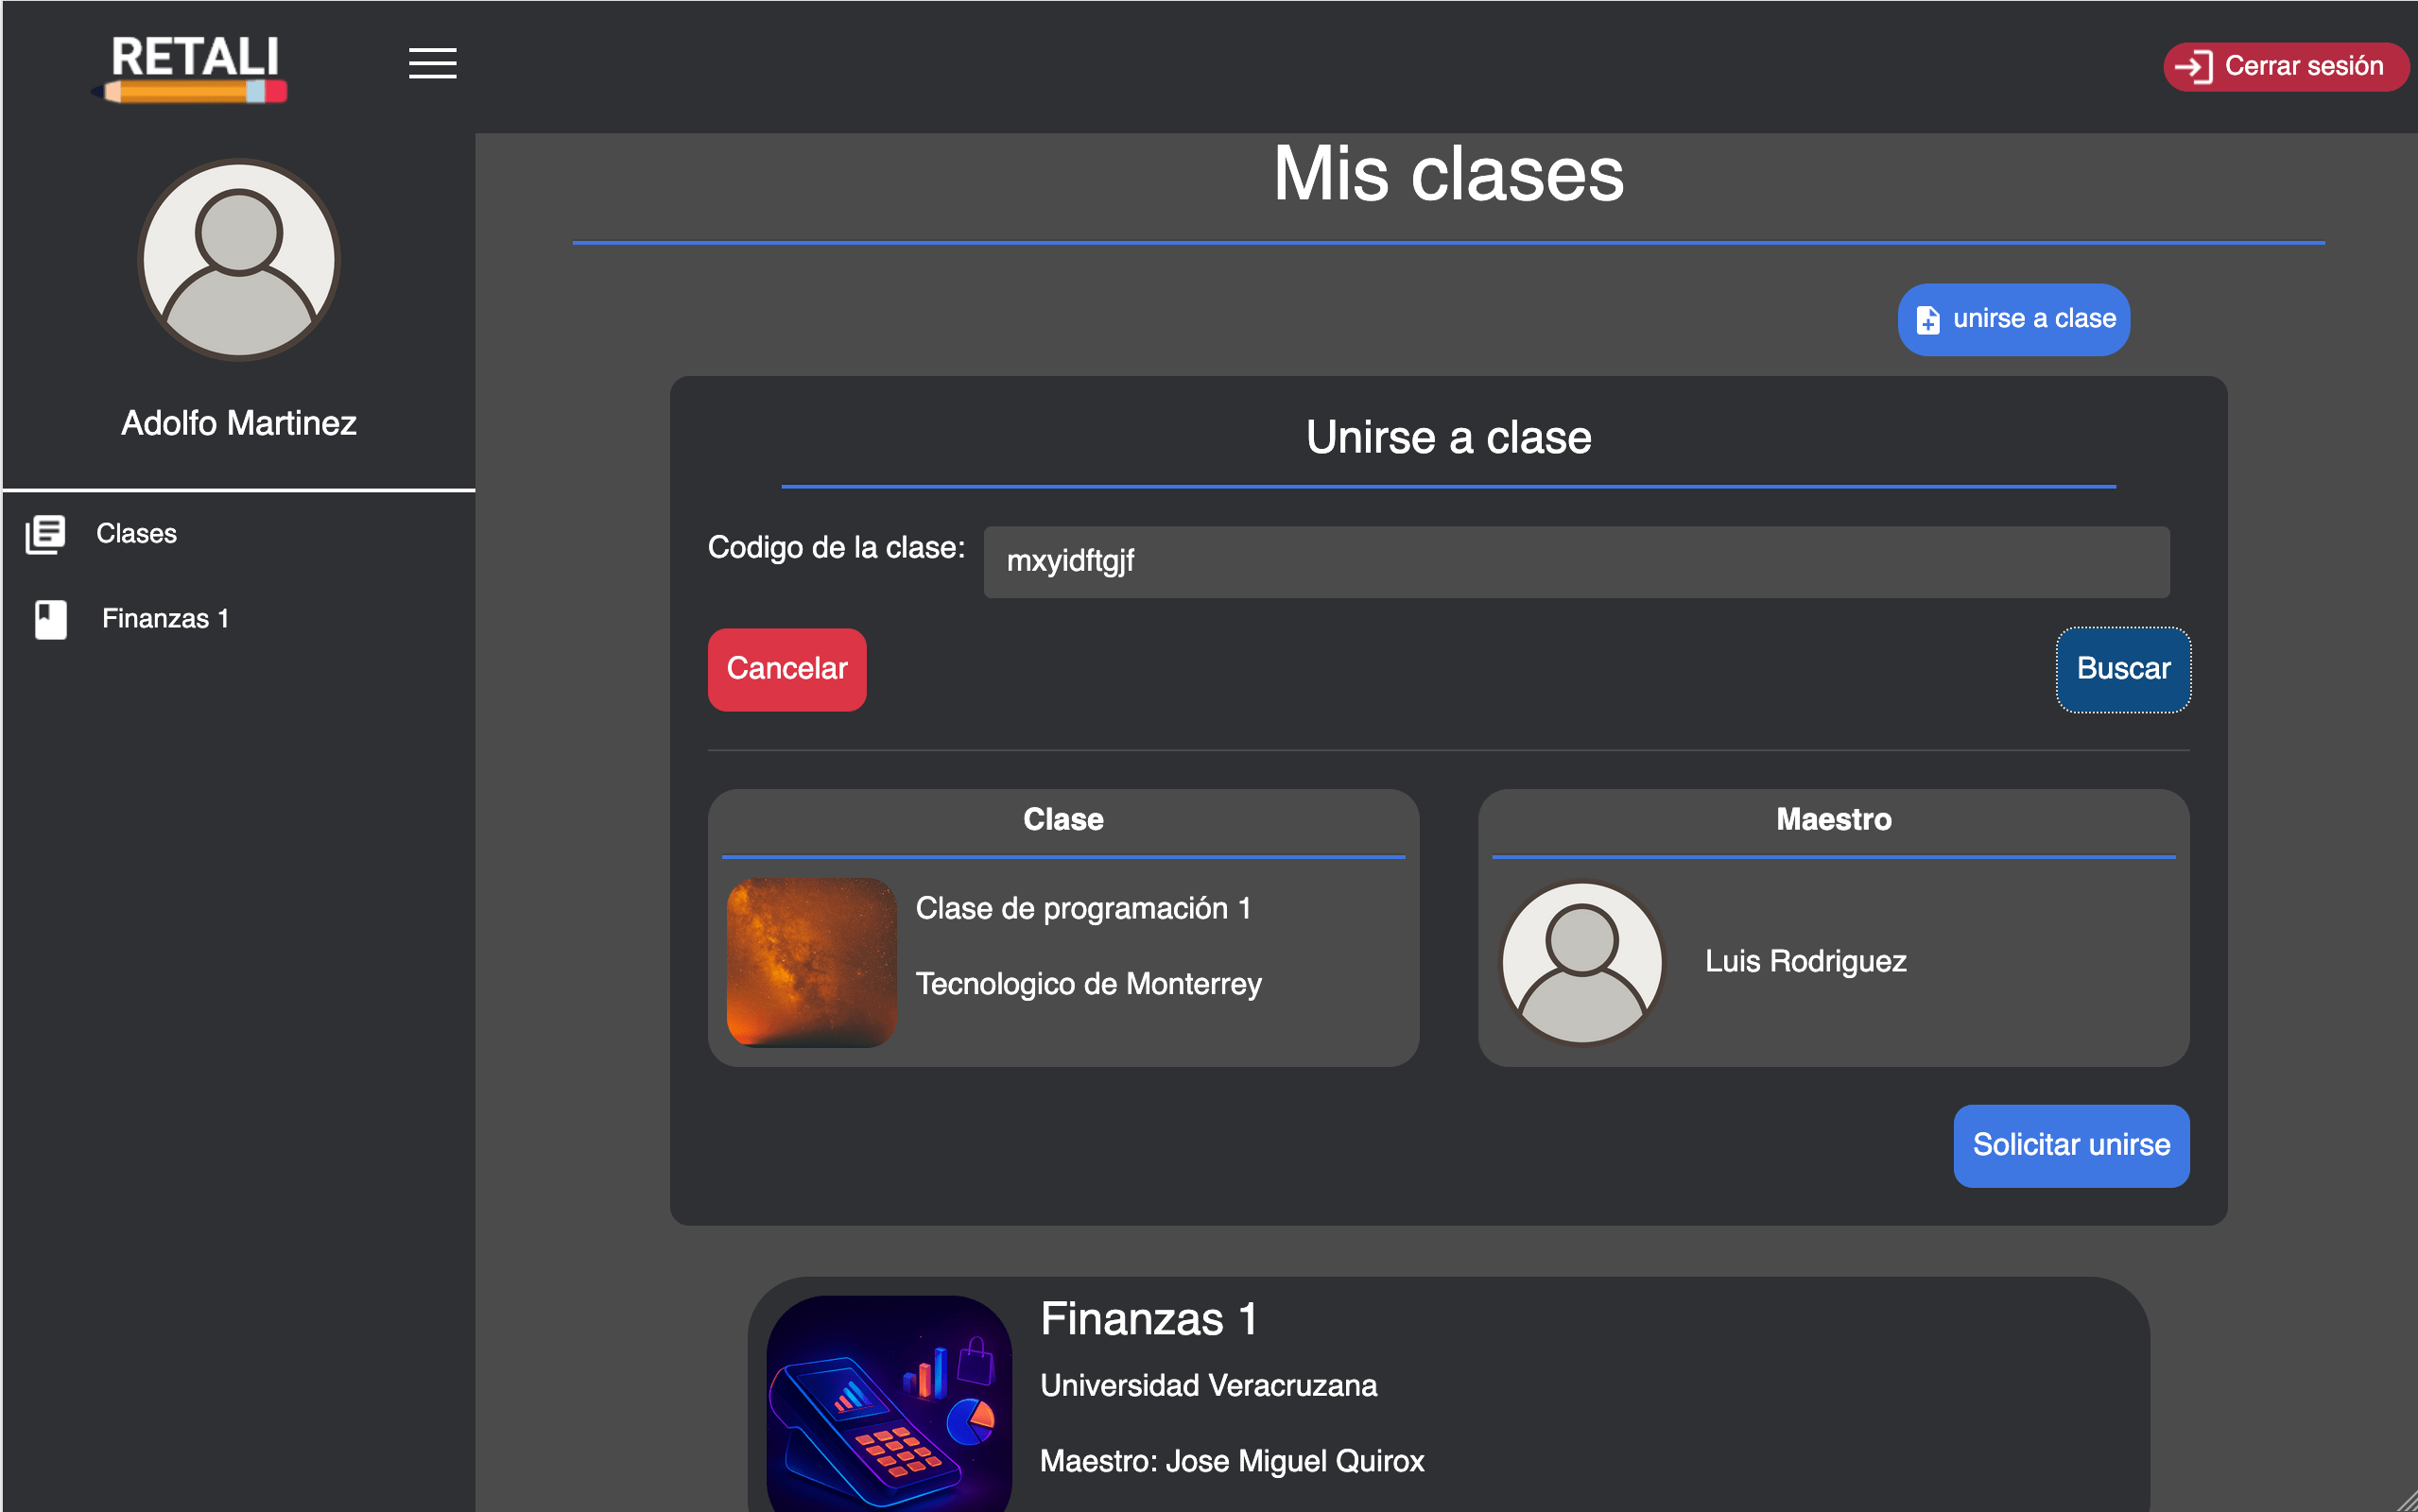 RETALI
Cerrar sesión
Adolfo Martinez
Clases
Finanzas 1
Mis clases
unirse a clase
Unirse a clase
Codigo de la clase:
mxyidftgjf
Cancelar
Buscar
Clase
Clase de programación 1
Tecnologico de Monterrey
Maestro
Luis Rodriguez
Solicitar unirse
Finanzas 1
Universidad Veracruzana
Maestro: Jose Miguel Quirox